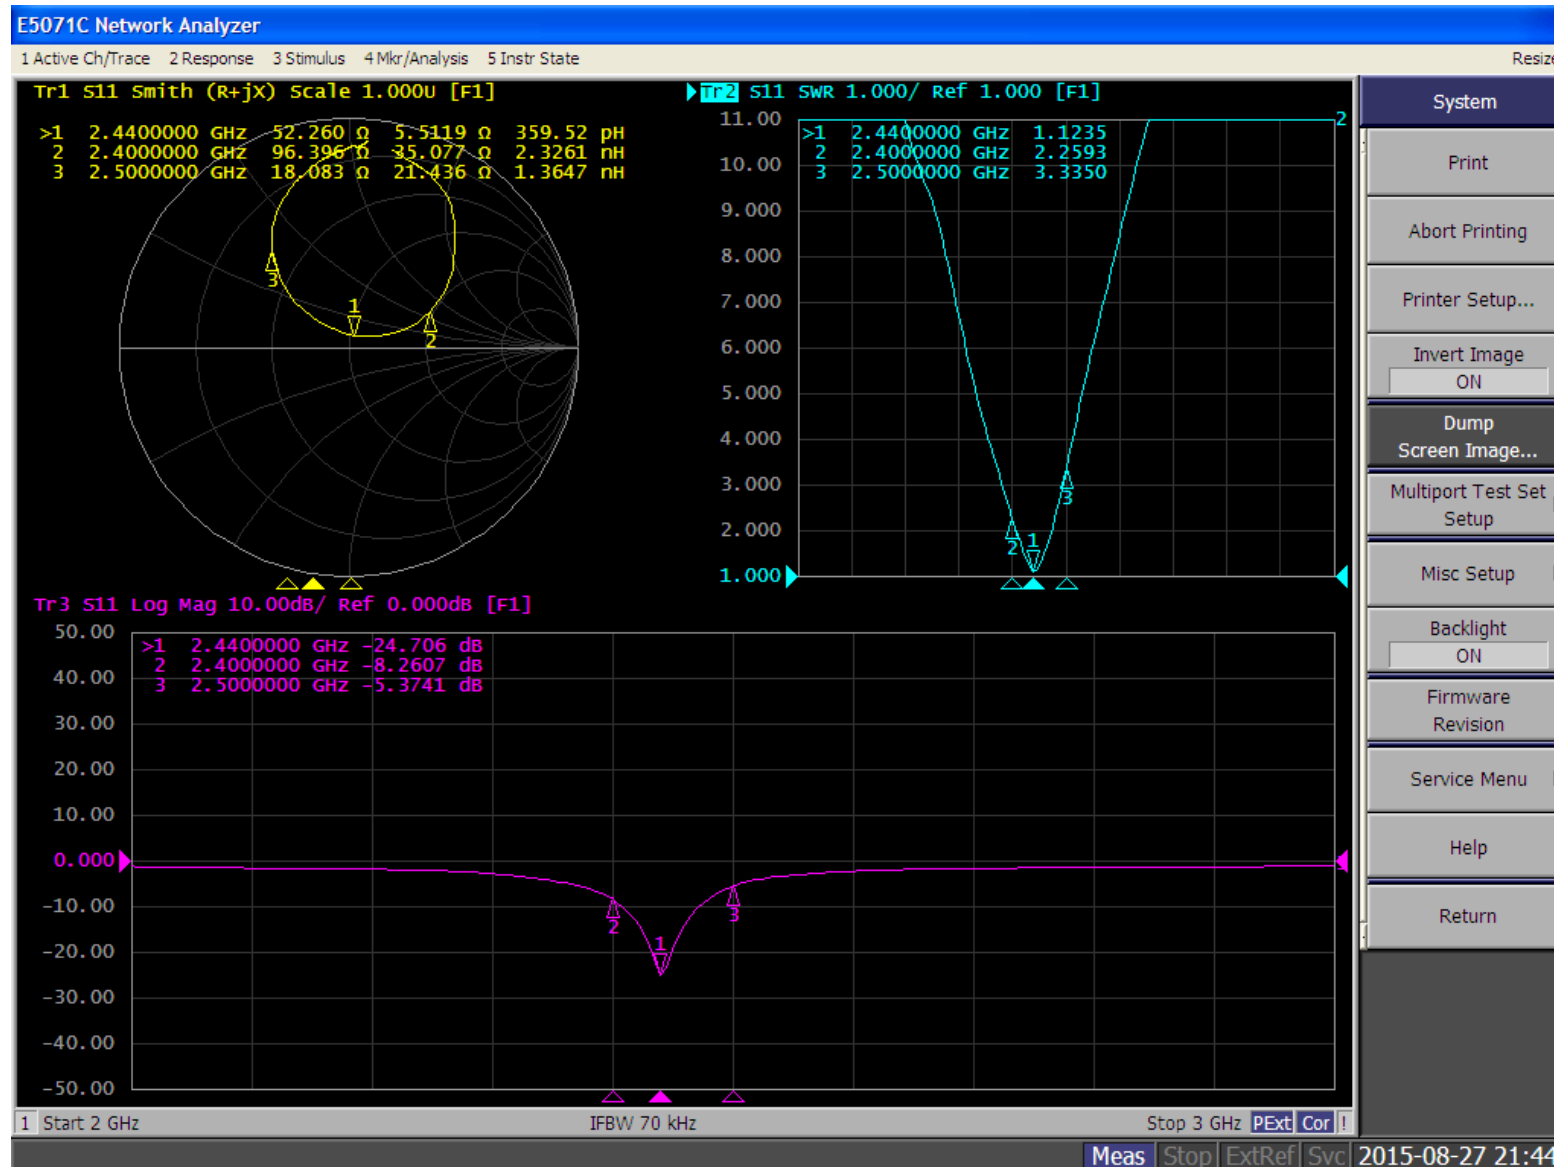 E5071C Network Analyzer
1 Active Ch/Trace 2 Response 3 Stimulus 4 Mkr/Analysis 5 Instr State
Tr1 S11 Smith (R+jX) Scale 1.000U [F1]
>1 2.4400000 GHz 52.260 Ω 5.5119 Ω 359.52 pH
2 2.4000000 GHz 96.396 Ω 35.077 Ω 2.3261 nH
3 2.5000000 GHz 18.083 Ω 21.436 Ω 1.3647 nH
3
1
2
Tr2 S11 SWR 1.000/ Ref 1.000 [F1]
11.00
10.00
9.000
8.000
7.000
6.000
5.000
4.000
3.000
2.000
1.000
>1 2.4400000 GHz 1.1235
2 2.4000000 GHz 2.2593
3 2.5000000 GHz 3.3350
2
2
1
3
Tr3 S11 Log Mag 10.00dB/ Ref 0.000dB [F1]
50.00
40.00
30.00
20.00
10.00
0.000
-10.00
-20.00
-30.00
-40.00
-50.00
>1 2.4400000 GHz -24.706 dB
2 2.4000000 GHz -8.2607 dB
3 2.5000000 GHz -5.3741 dB
2
1
3
1 Start 2 GHz
IFBW 70 kHz
Stop 3 GHz PExt Cor !
System
Print
Abort Printing
Printer Setup...
Invert Image
ON
Dump
Screen Image...
Multiport Test Set
Setup
Misc Setup
Backlight
ON
Firmware
Revision
Service Menu
Help
Return
Meas Stop ExtRef Svc 2015-08-27 21:44